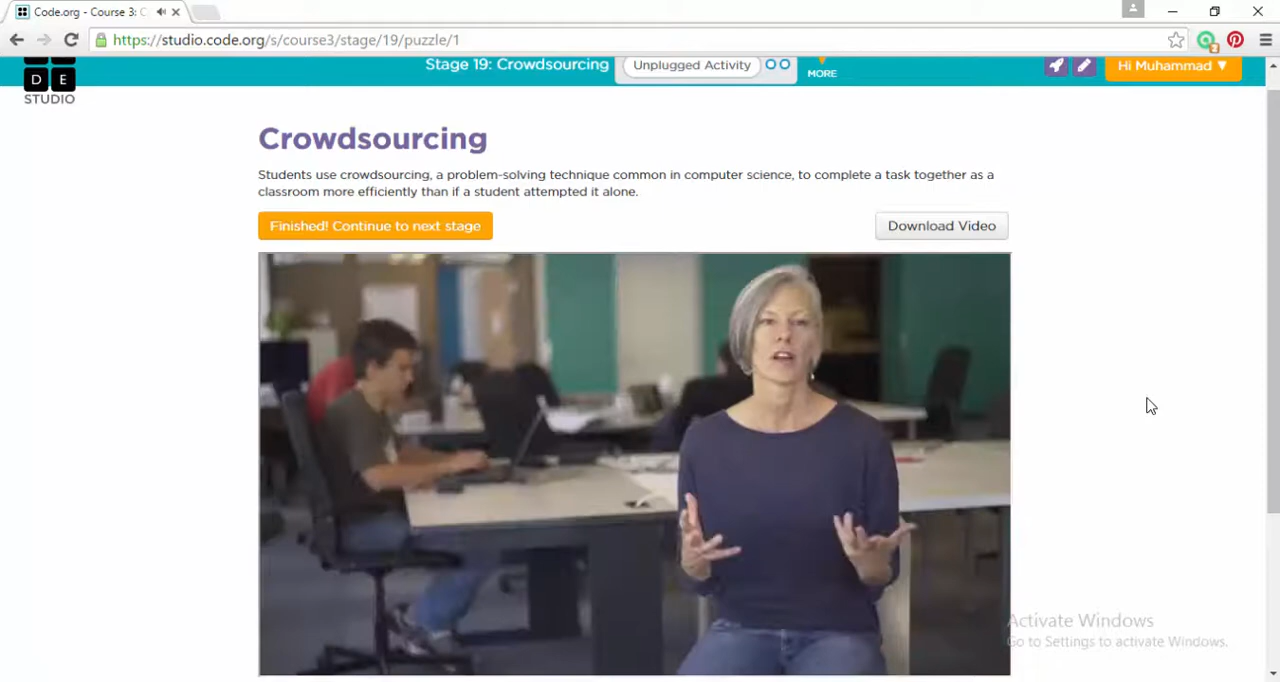 Code.org - Course 3: C
https://studio.code.org/s/course3/stage/19/puzzle/1
D E
STUDIO
Stage 19: Crowdsourcing
Unplugged Activity
MORE
Hi Muhammad ▼
Crowdsourcing
Students use crowdsourcing, a problem-solving technique common in computer science, to complete a task together as a
classroom more efficiently than if a student attempted it alone.
Finished! Continue to next stage
Download Video
Activate Windows
Go to Settings to activate Windows.